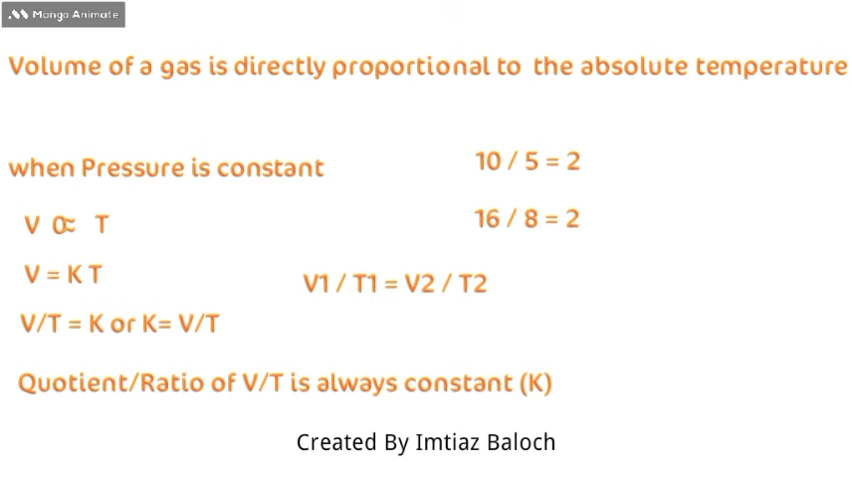 Mango Animate
Volume of a gas is directly proportional to the absolute temperature
when Pressure is constant
10 / 5 = 2
16 / 8 = 2
V ∝ T
V = K T
V1 / T1 = V2 / T2
V/T = K or K= V/T
Quotient/Ratio of V/T is always constant (K)
Created By Imtiaz Baloch